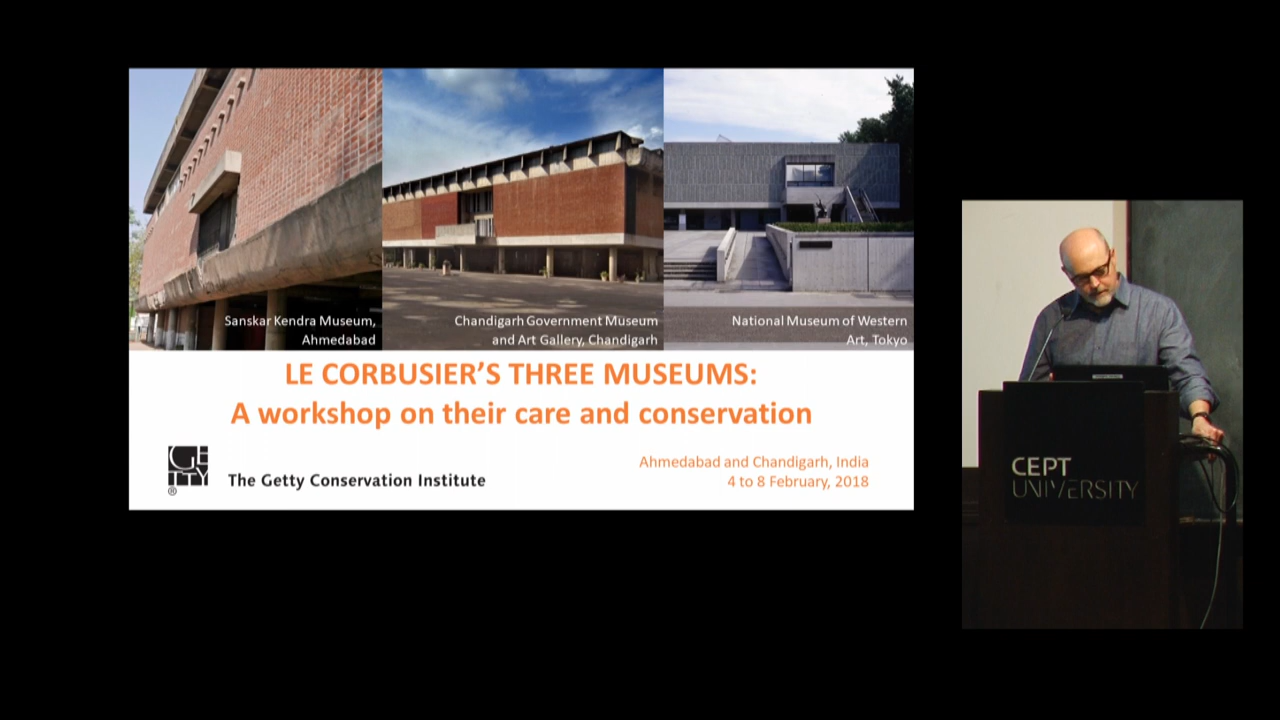 Sanskar Kendra Museum,
Ahmedabad
Chandigarh Government Museum
and Art Gallery, Chandigarh
National Museum of Western
Art, Tokyo
LE CORBUSIER'S THREE MUSEUMS:
A workshop on their care and conservation
GETTY
®
The Getty Conservation Institute
Ahmedabad and Chandigarh, India
4 to 8 February, 2018
CEPT
UNIVERSITY